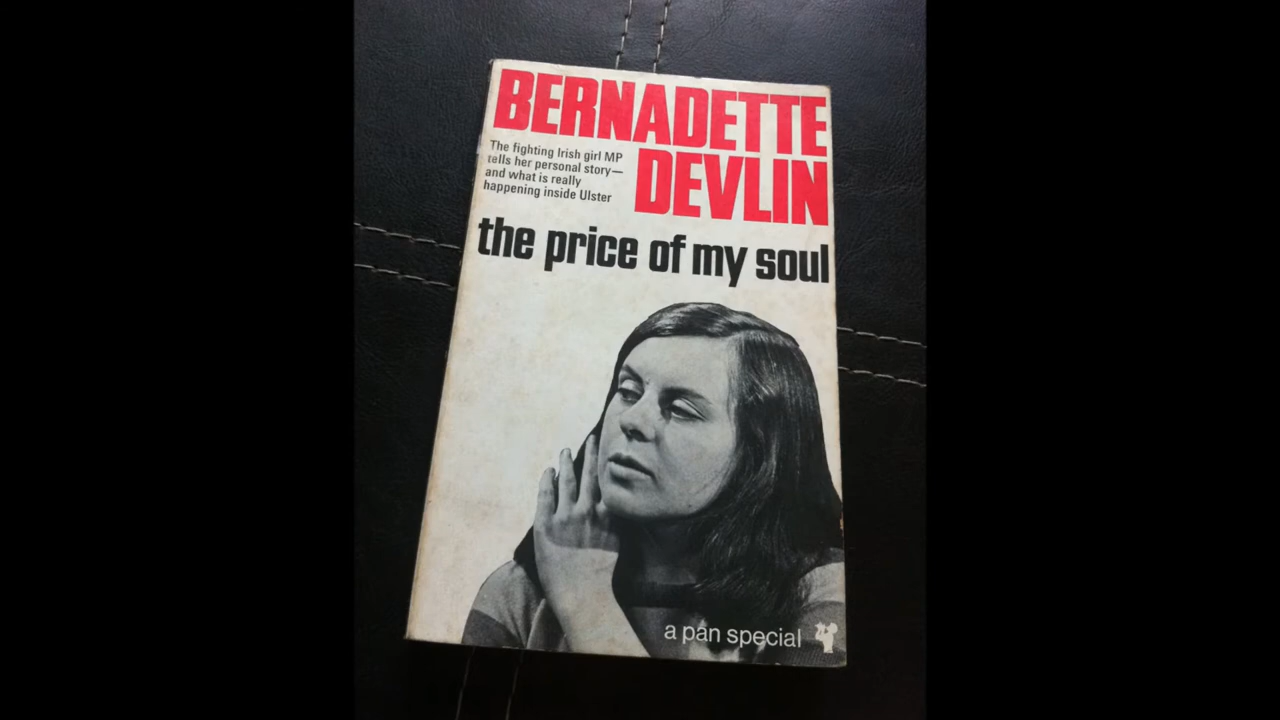 BERNADETTE
DEVLIN
The fighting Irish girl MP
tells her personal story—
and what is really
happening inside Ulster
the price of my soul
a pan special